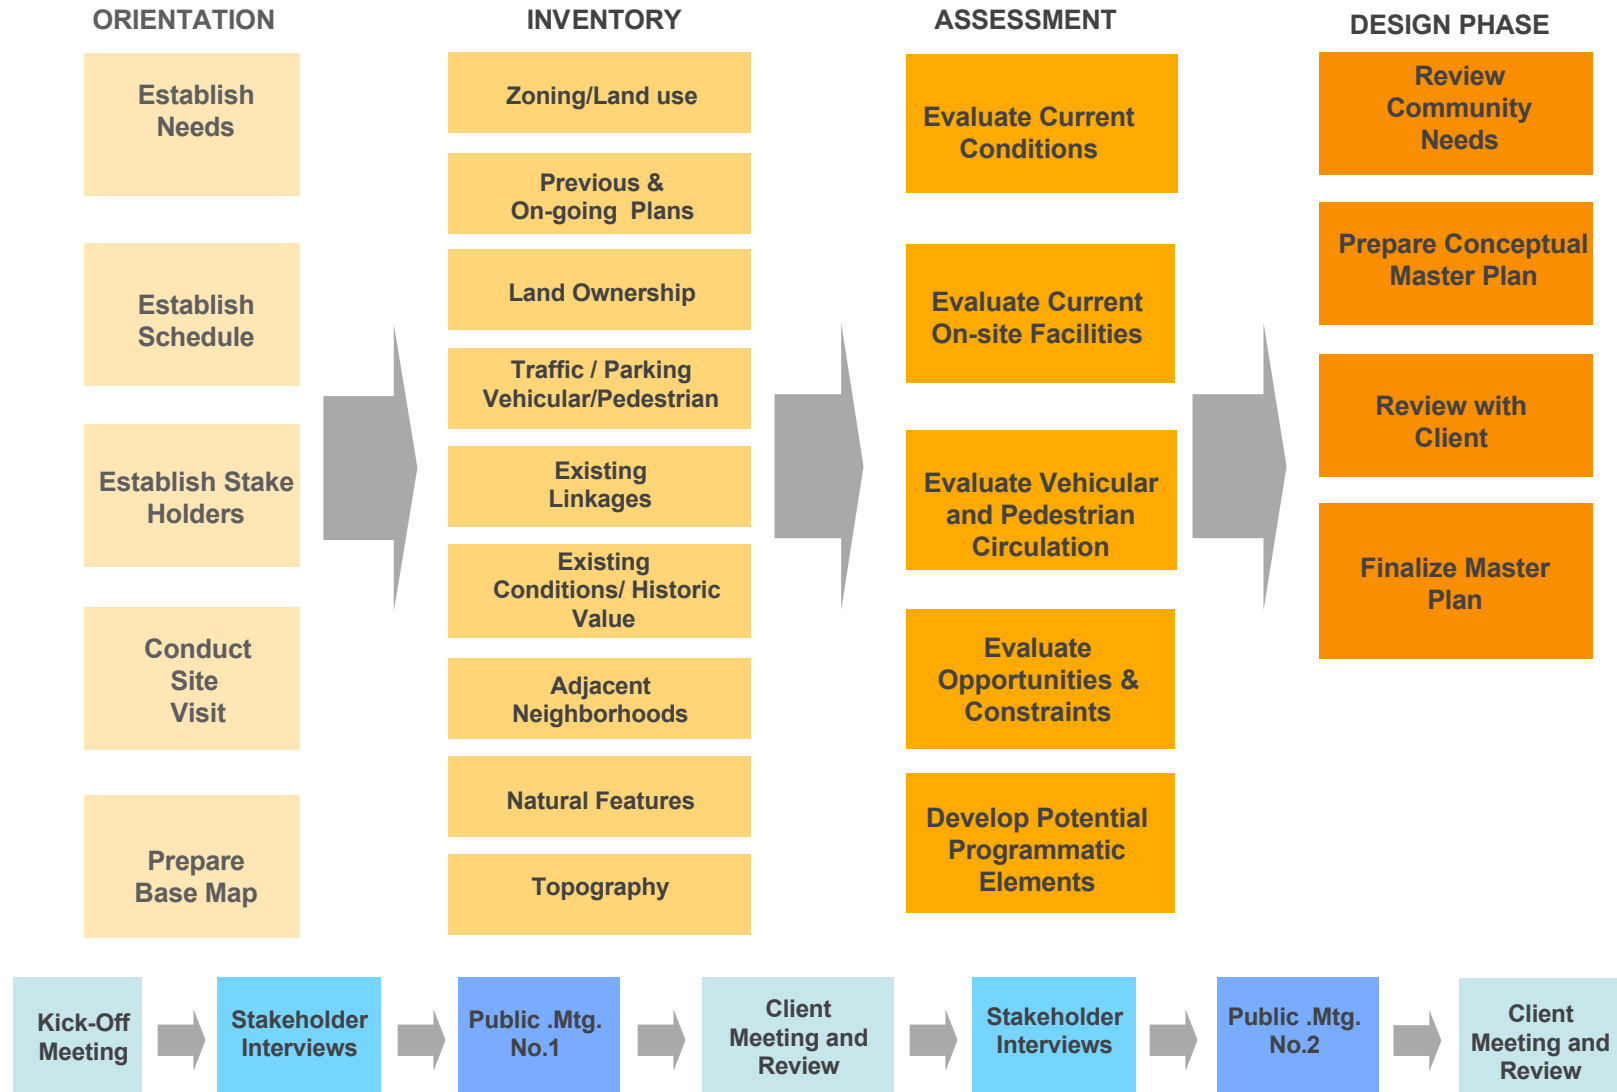 ORIENTATION
Establish
Needs
Establish
Schedule
Establish Stake
Holders
Conduct
Site
Visit
Prepare
Base Map
INVENTORY
Zoning/Land use
Previous &
On-going Plans
Land Ownership
Traffic / Parking
Vehicular/Pedestrian
Existing
Linkages
Existing
Conditions/ Historic
Value
Adjacent
Neighborhoods
Natural Features
Topography
ASSESSMENT
Evaluate Current
Conditions
Evaluate Current
On-site Facilities
Evaluate Vehicular
and Pedestrian
Circulation
Evaluate
Opportunities &
Constraints
Develop Potential
Programmatic
Elements
DESIGN PHASE
Review
Community
Needs
Prepare Conceptual
Master Plan
Review with
Client
Finalize Master
Plan
Kick-Off
Meeting
Stakeholder
Interviews
Public .Mtg.
No.1
Client
Meeting and
Review
Stakeholder
Interviews
Public .Mtg.
No.2
Client
Meeting and
Review